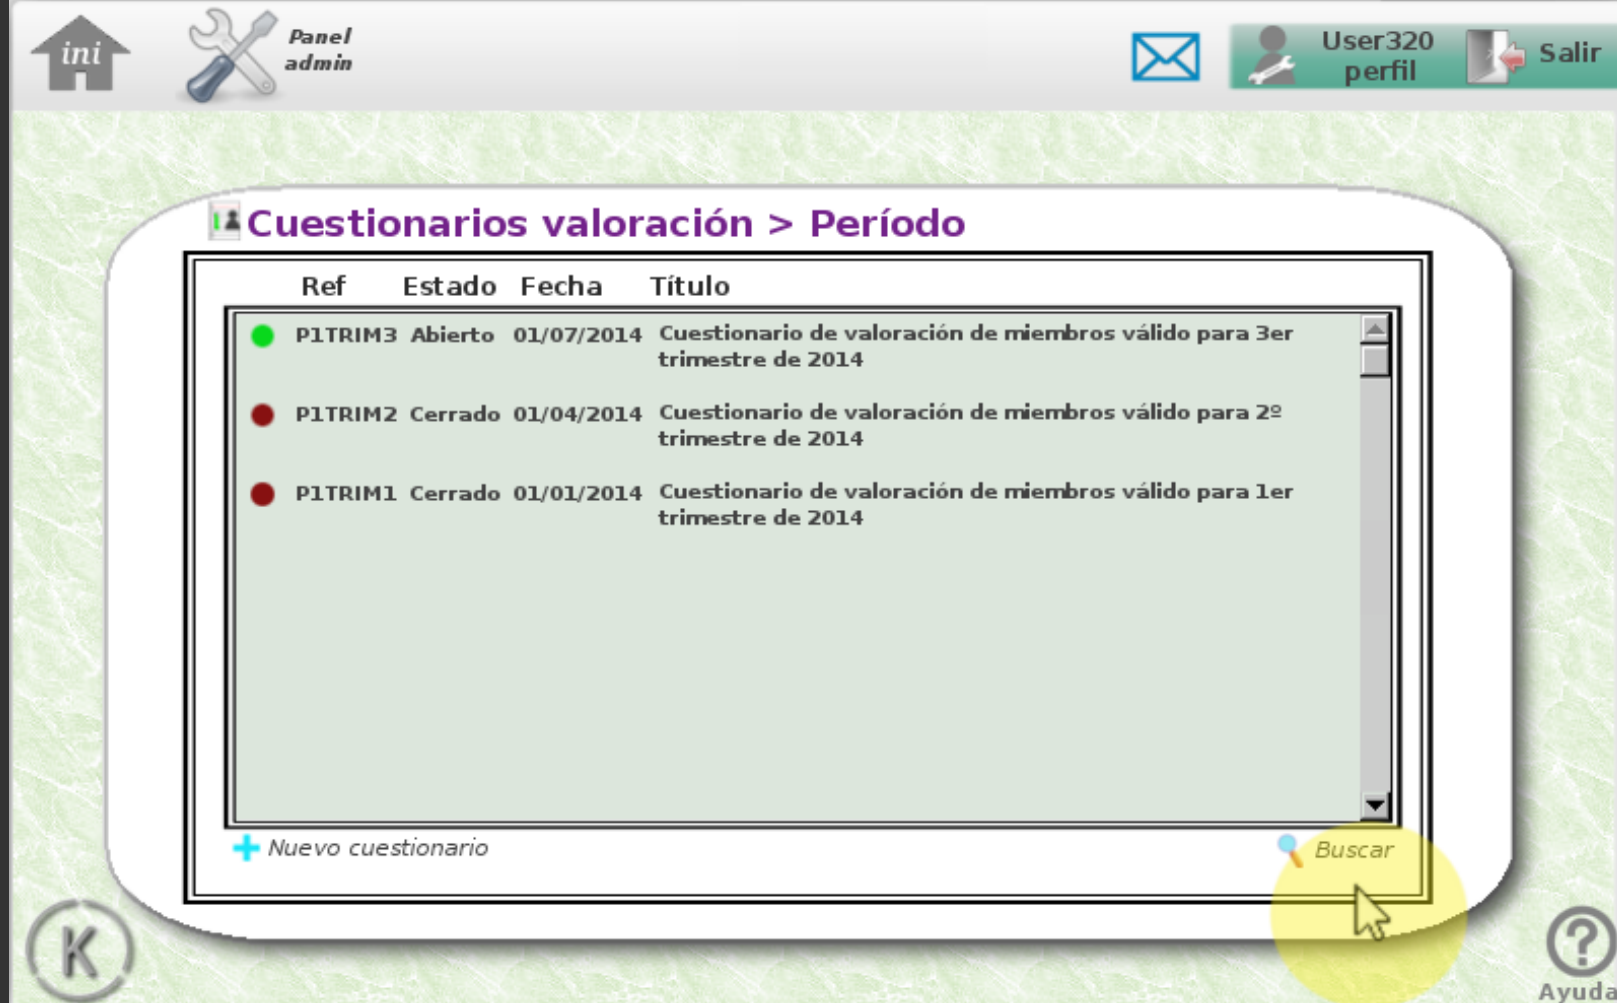 ini
Panel
admin
User320
perfil
Salir
Cuestionarios valoración > Período
Ref Estado Fecha Título
P1TRIM3 Abierto 01/07/2014 Cuestionario de valoración de miembros válido para 3er
trimestre de 2014
P1TRIM2 Cerrado 01/04/2014 Cuestionario de valoración de miembros válido para 2º
trimestre de 2014
P1TRIM1 Cerrado 01/01/2014 Cuestionario de valoración de miembros válido para 1er
trimestre de 2014
Nuevo cuestionario
Buscar
K
?
Ayuda